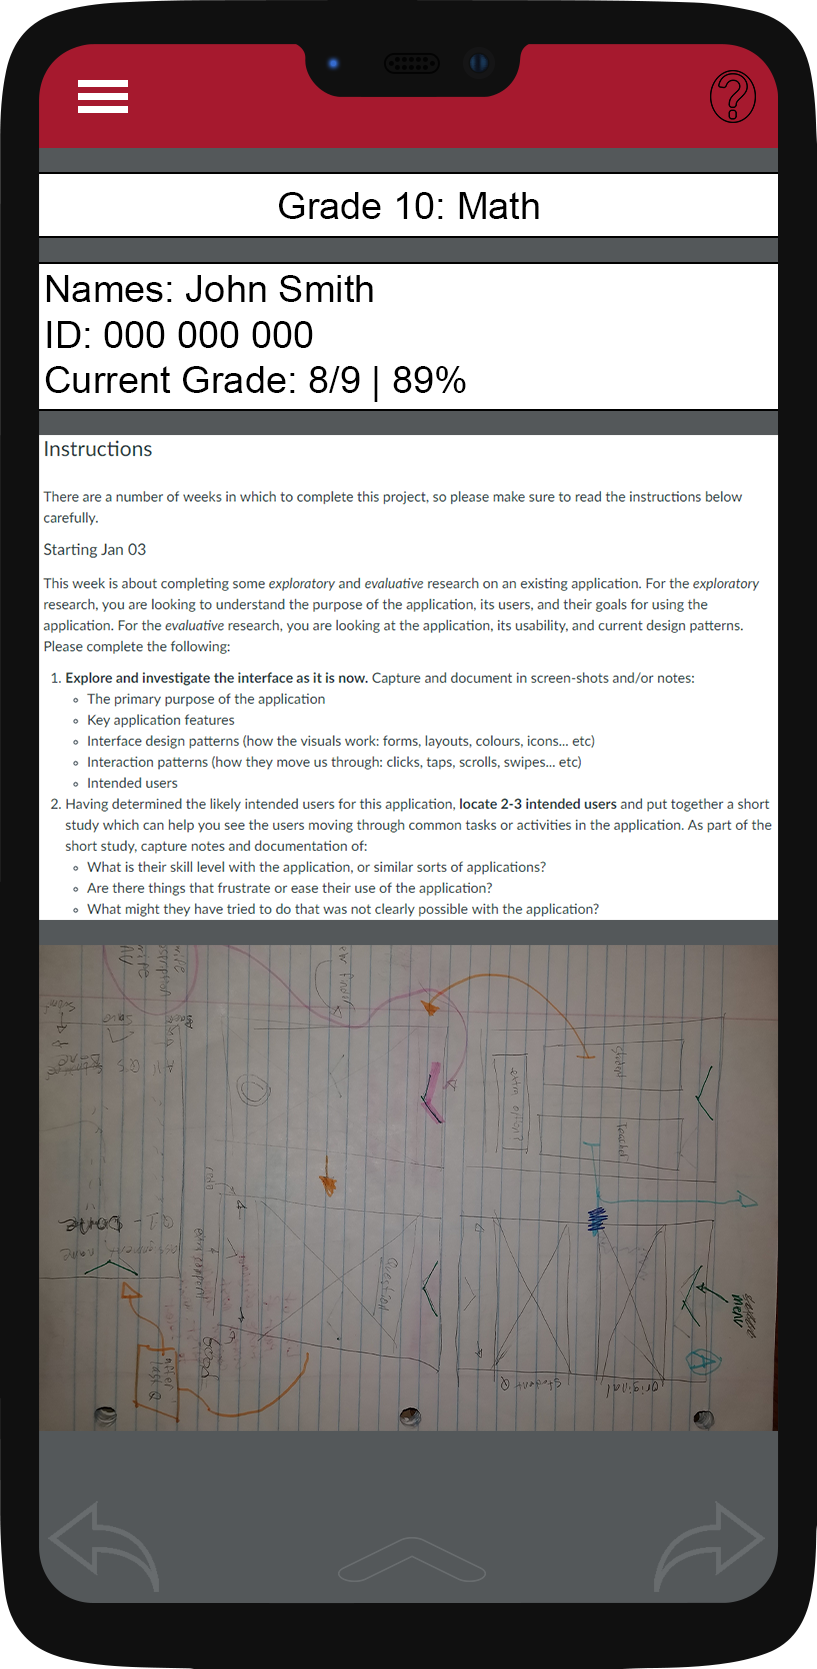 Grade 10: Math
Names: John Smith
ID: 000 000 000
Current Grade: 8/9 | 89%
Instructions
There are a number of weeks in which to complete this project, so please make sure to read the instructions below
carefully.
Starting Jan 03
This week is about completing some exploratory and evaluative research on an existing application. For the exploratory
research, you are looking to understand the purpose of the application, its users, and their goals for using the
application. For the evaluative research, you are looking at the application, its usability, and current design patterns.
Please complete the following:
1. Explore and investigate the interface as it is now. Capture and document in screen-shots and/or notes:
◦ The primary purpose of the application
◦ Key application features
◦ Interface design patterns (how the visuals work: forms, layouts, colours, icons... etc)
◦ Interaction patterns (how they move us through: clicks, taps, scrolls, swipes... etc)
◦ Intended users
2. Having determined the likely intended users for this application, locate 2-3 intended users and put together a short
study which can help you see the users moving through common tasks or activities in the application. As part of the
short study, capture notes and documentation of:
◦ What is their skill level with the application, or similar sorts of applications?
◦ Are there things that frustrate or ease their use of the application?
◦ What might they have tried to do that was not clearly possible with the application?
Student
Teacher
Question
Original
Student Q
A
after
last Q
Q1 - Done
assignment name